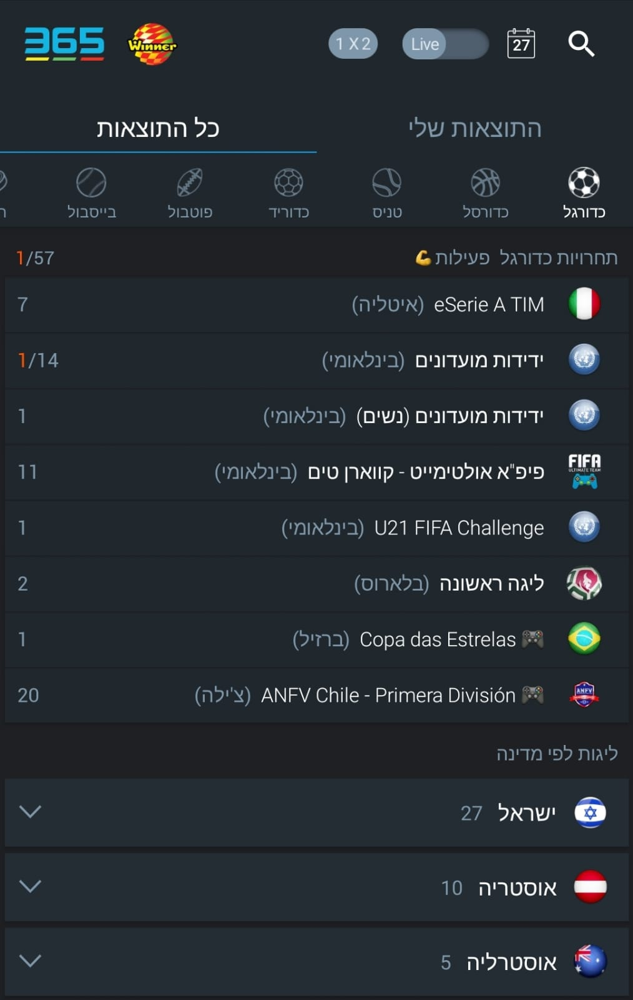 365 Winner 1 X 2 Live 27
התוצאות שלי כל התוצאות
כדורגל כדורסל טניס כדוריד פוטבול בייסבול
תחרויות כדורגל פעילות💪 1/57
eSerie A TIM (איטליה) 7
ידידות מועדונים (בינלאומי) 1/14
ידידות מועדונים (נשים) (בינלאומי) 1
FIFA ULTIMATE TEAM פיפ"א אולטימייט - קווארן טים (בינלאומי) 11
U21 FIFA Challenge (בינלאומי) 1
ליגה ראשונה (בלארוס) 2
🎮 Copa das Estrelas (ברזיל) 1
ANFV 🎮 ANFV Chile - Primera División (צ'ילה) 20
ליגות לפי מדינה
ישראל 27
אוסטריה 10
אוסטרליה 5